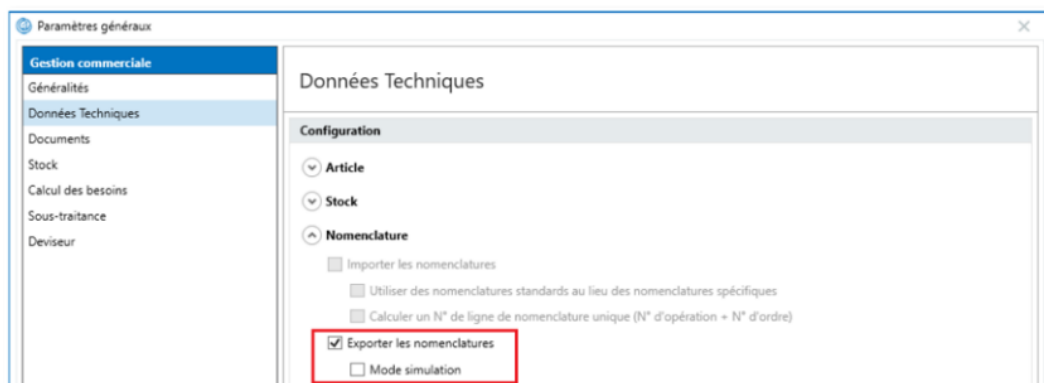 Paramètres généraux
Gestion commerciale
Généralités
Données Techniques
Documents
Stock
Calcul des besoins
Sous-traitance
Deviseur
Données Techniques
Configuration
Article
Stock
Nomenclature
Importer les nomenclatures
Utiliser des nomenclatures standards au lieu des nomenclatures spécifiques
Calculer un N° de ligne de nomenclature unique (N° d'opération + N° d'ordre)
Exporter les nomenclatures
Mode simulation